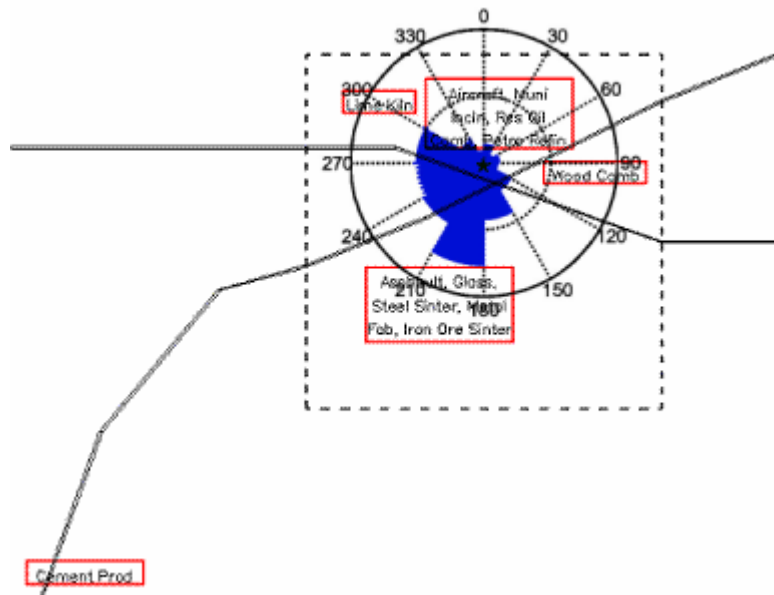 0
330
30
300
60
Lime Kiln
Aircraft, Muni
Incin, Res Oil
Comb, Petro Refin
270
90
Wood Comb
240
120
210
150
180
Asphault, Glass,
Steel Sinter, Metal
Fab, Iron Ore Sinter
Cement Prod